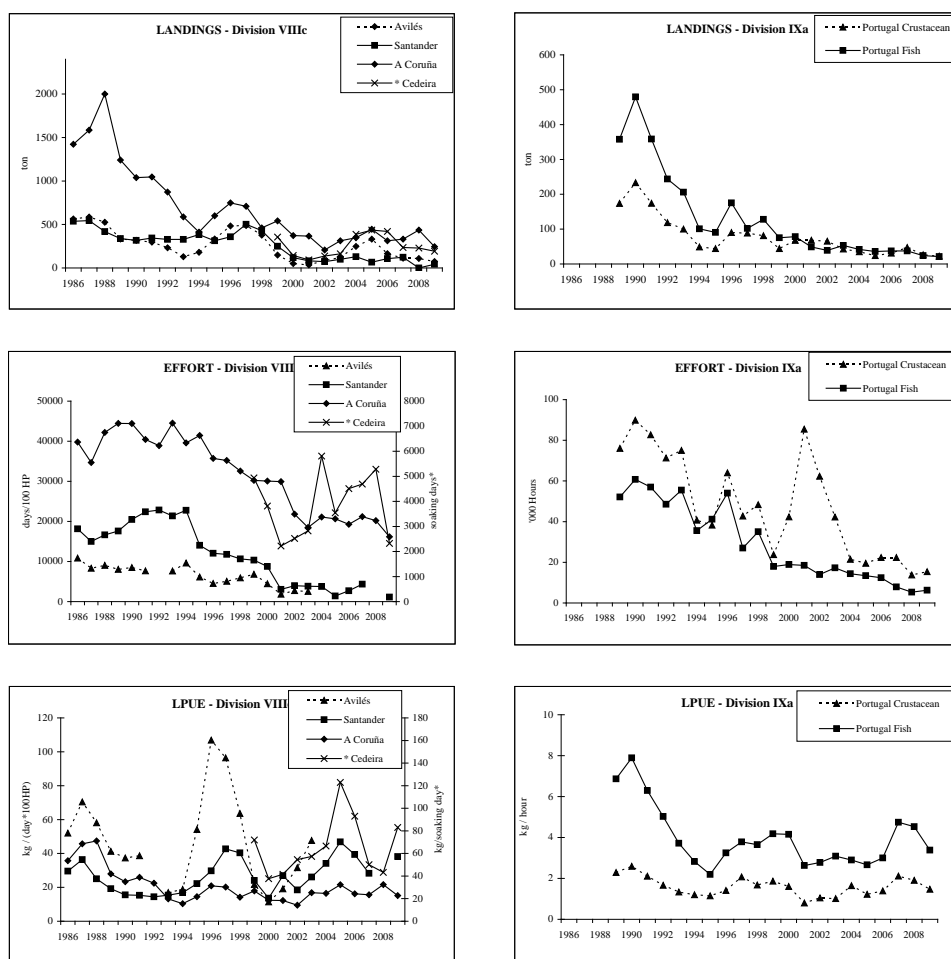 LANDINGS - Division VIIIc
Avilés
Santander
A Coruña
* Cedeira
ton
2000
1500
1000
500
0
1986 1988 1990 1992 1994 1996 1998 2000 2002 2004 2006 2008
LANDINGS - Division IXa
Portugal Crustacean
Portugal Fish
ton
600
500
400
300
200
100
0
1986 1988 1990 1992 1994 1996 1998 2000 2002 2004 2006 2008
EFFORT - Division VIII
Avilés
Santander
A Coruña
* Cedeira
days/100 HP
50000
40000
30000
20000
10000
0
8000
7000
6000
5000
4000
3000
2000
1000
0
soaking days*
1986 1988 1990 1992 1994 1996 1998 2000 2002 2004 2006 2008
EFFORT - Division IXa
Portugal Crustacean
Portugal Fish
'000 Hours
100
80
60
40
20
0
1986 1988 1990 1992 1994 1996 1998 2000 2002 2004 2006 2008
LPUE - Division VIII
Avilés
Santander
A Coruña
* Cedeira
kg / (day*100HP)
120
100
80
60
40
20
0
180
160
140
120
100
80
60
40
20
0
kg/soaking day*
1986 1988 1990 1992 1994 1996 1998 2000 2002 2004 2006 2008
LPUE - Division IXa
Portugal Crustacean
Portugal Fish
kg / hour
10
8
6
4
2
0
1986 1988 1990 1992 1994 1996 1998 2000 2002 2004 2006 2008